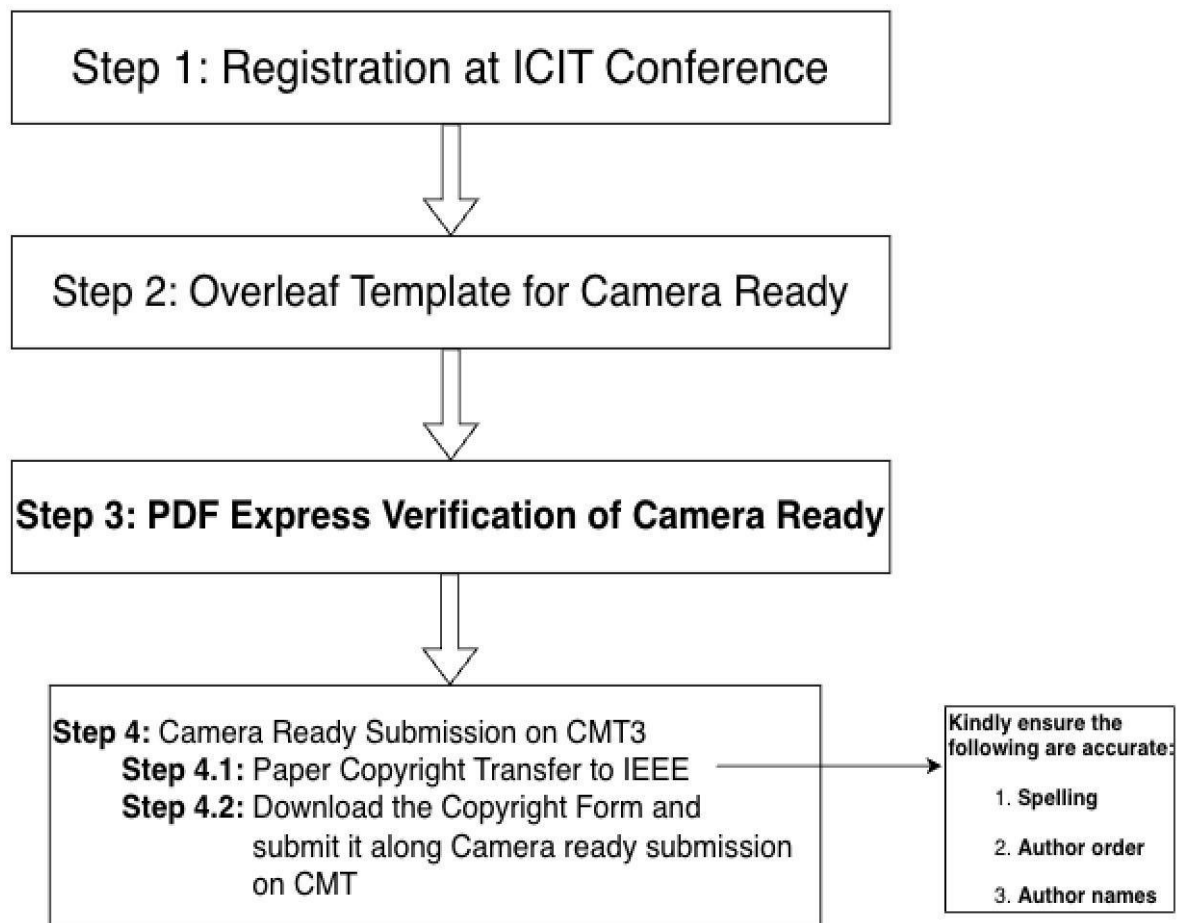 Step 1: Registration at ICIT Conference
Step 2: Overleaf Template for Camera Ready
Step 3: PDF Express Verification of Camera Ready
Step 4: Camera Ready Submission on CMT3
Step 4.1: Paper Copyright Transfer to IEEE
Step 4.2: Download the Copyright Form and
submit it along Camera ready submission
on CMT
Kindly ensure the
following are accurate:
1. Spelling
2. Author order
3. Author names